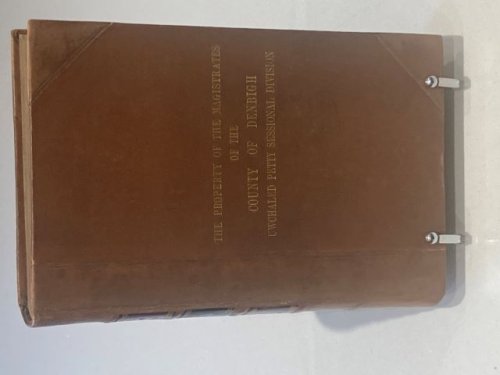 THE PROPERTY OF THE MAGISTRATES
OF THE
COUNTY OF DENBIGH
UWCHALED PETTY SESSIONAL DIVISION